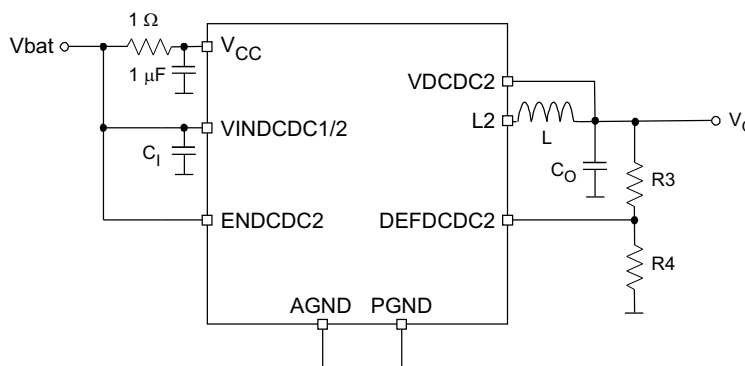 1 Ω
Vbat
1 μF
VCC
VDCDC2
L2
L
VINDCDC1/2
CI
CO
R3
ENDCDC2
DEFDCDC2
R4
AGND
PGND